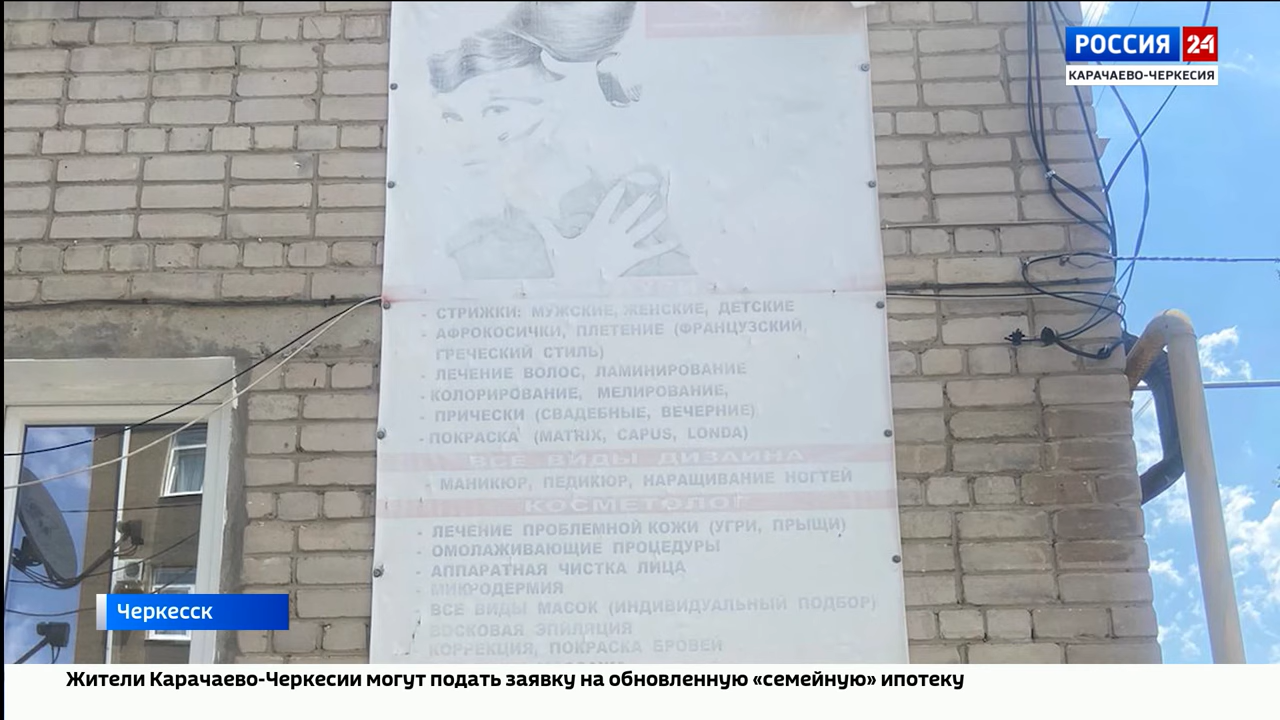 РОССИЯ 24
КАРАЧАЕВО-ЧЕРКЕСИЯ
- СТРИЖКИ: МУЖСКИЕ, ЖЕНСКИЕ, ДЕТСКИЕ
- АФРОКОСИЧКИ, ПЛЕТЕНИЕ (ФРАНЦУЗСКИЙ,
ГРЕЧЕСКИЙ СТИЛЬ)
- ЛЕЧЕНИЕ ВОЛОС, ЛАМИНИРОВАНИЕ
- КОЛОРИРОВАНИЕ, МЕЛИРОВАНИЕ,
- ПРИЧЕСКИ (СВАДЕБНЫЕ, ВЕЧЕРНИЕ)
- ПОКРАСКА (MATRIX, CAPUS, LONDA)
ВСЕ ВИДЫ ДИЗАЙНА
- МАНИКЮР, ПЕДИКЮР, НАРАЩИВАНИЕ НОГТЕЙ
КОСМЕТОЛОГ
- ЛЕЧЕНИЕ ПРОБЛЕМНОЙ КОЖИ (УГРИ, ПРЫЩИ)
- ОМОЛАЖИВАЮЩИЕ ПРОЦЕДУРЫ
- АППАРАТНАЯ ЧИСТКА ЛИЦА
- МИКРОДЕРМИЯ
- ВСЕ ВИДЫ МАСОК (ИНДИВИДУАЛЬНЫЙ ПОДБОР)
ВОСКОВАЯ ЭПИЛЯЦИЯ
- КОРРЕКЦИЯ, ПОКРАСКА БРОВЕЙ
Черкесск
Жители Карачаево-Черкесии могут подать заявку на обновленную «семейную» ипотеку